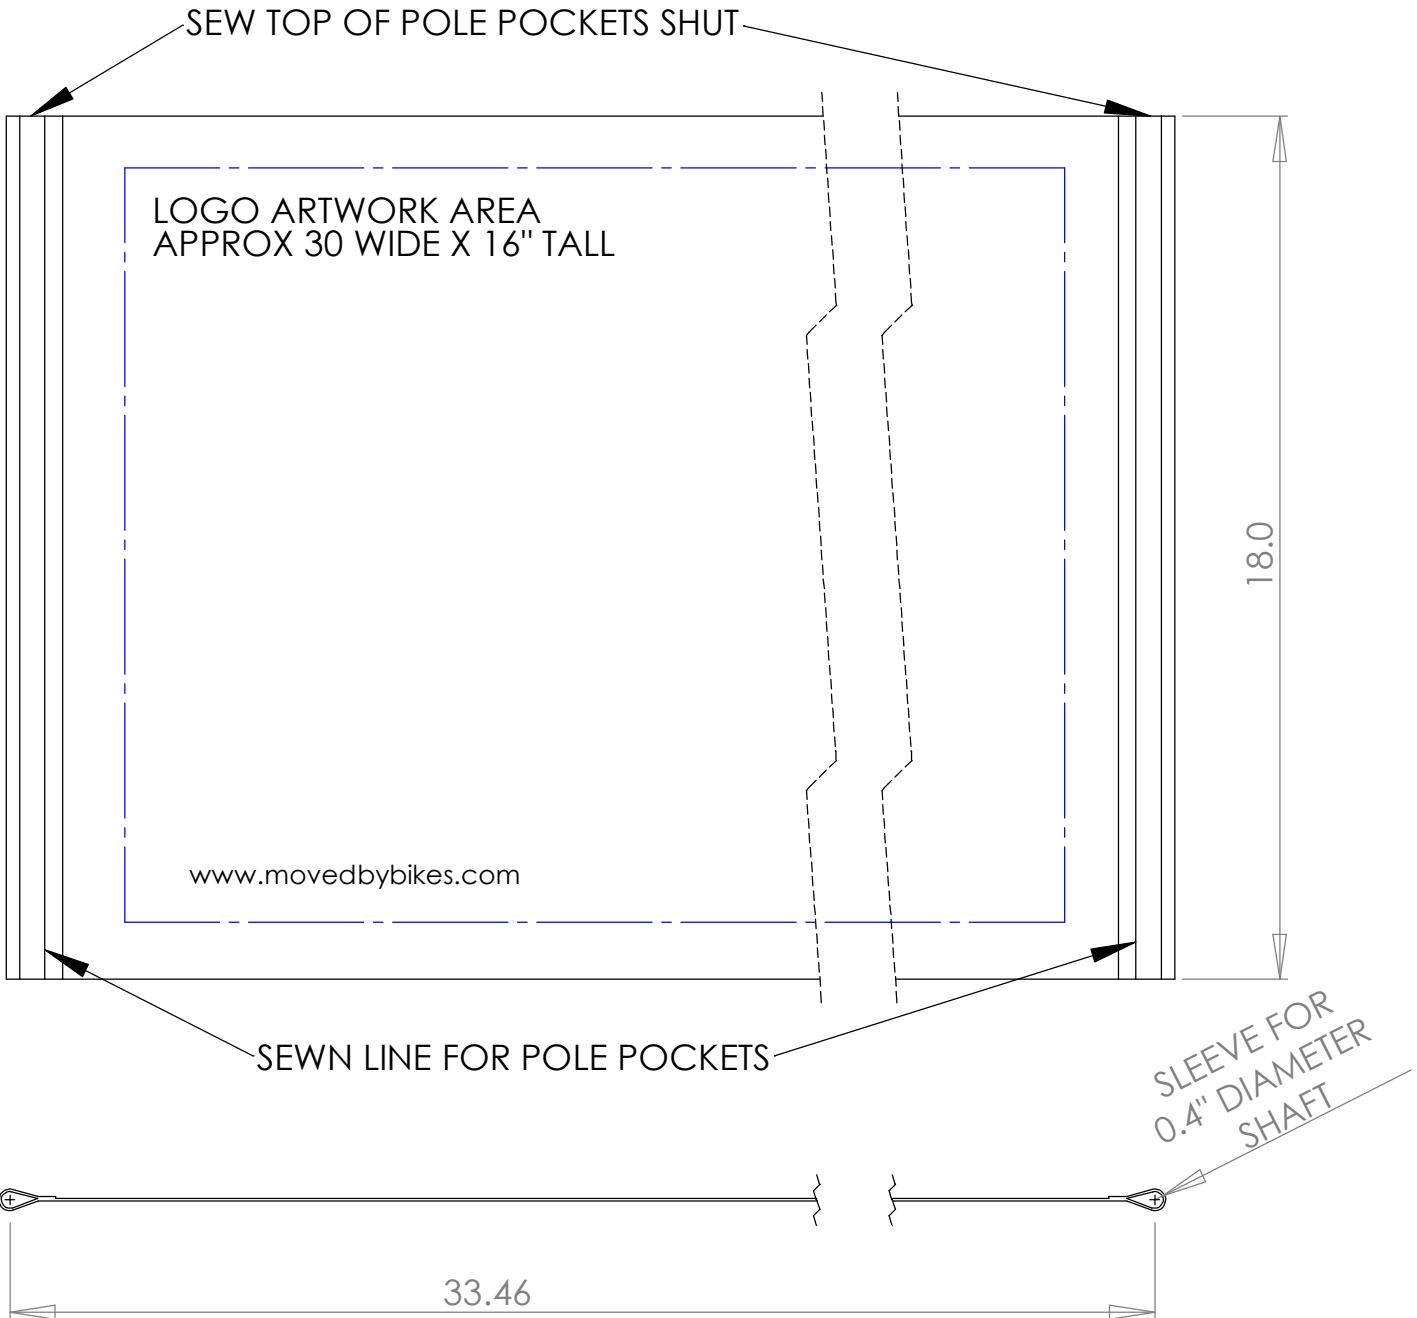 SEW TOP OF POLE POCKETS SHUT
LOGO ARTWORK AREA
APPROX 30 WIDE X 16" TALL
18.0
www.movedbybikes.com
SEWN LINE FOR POLE POCKETS
SLEEVE FOR
0.4" DIAMETER
SHAFT
33.46